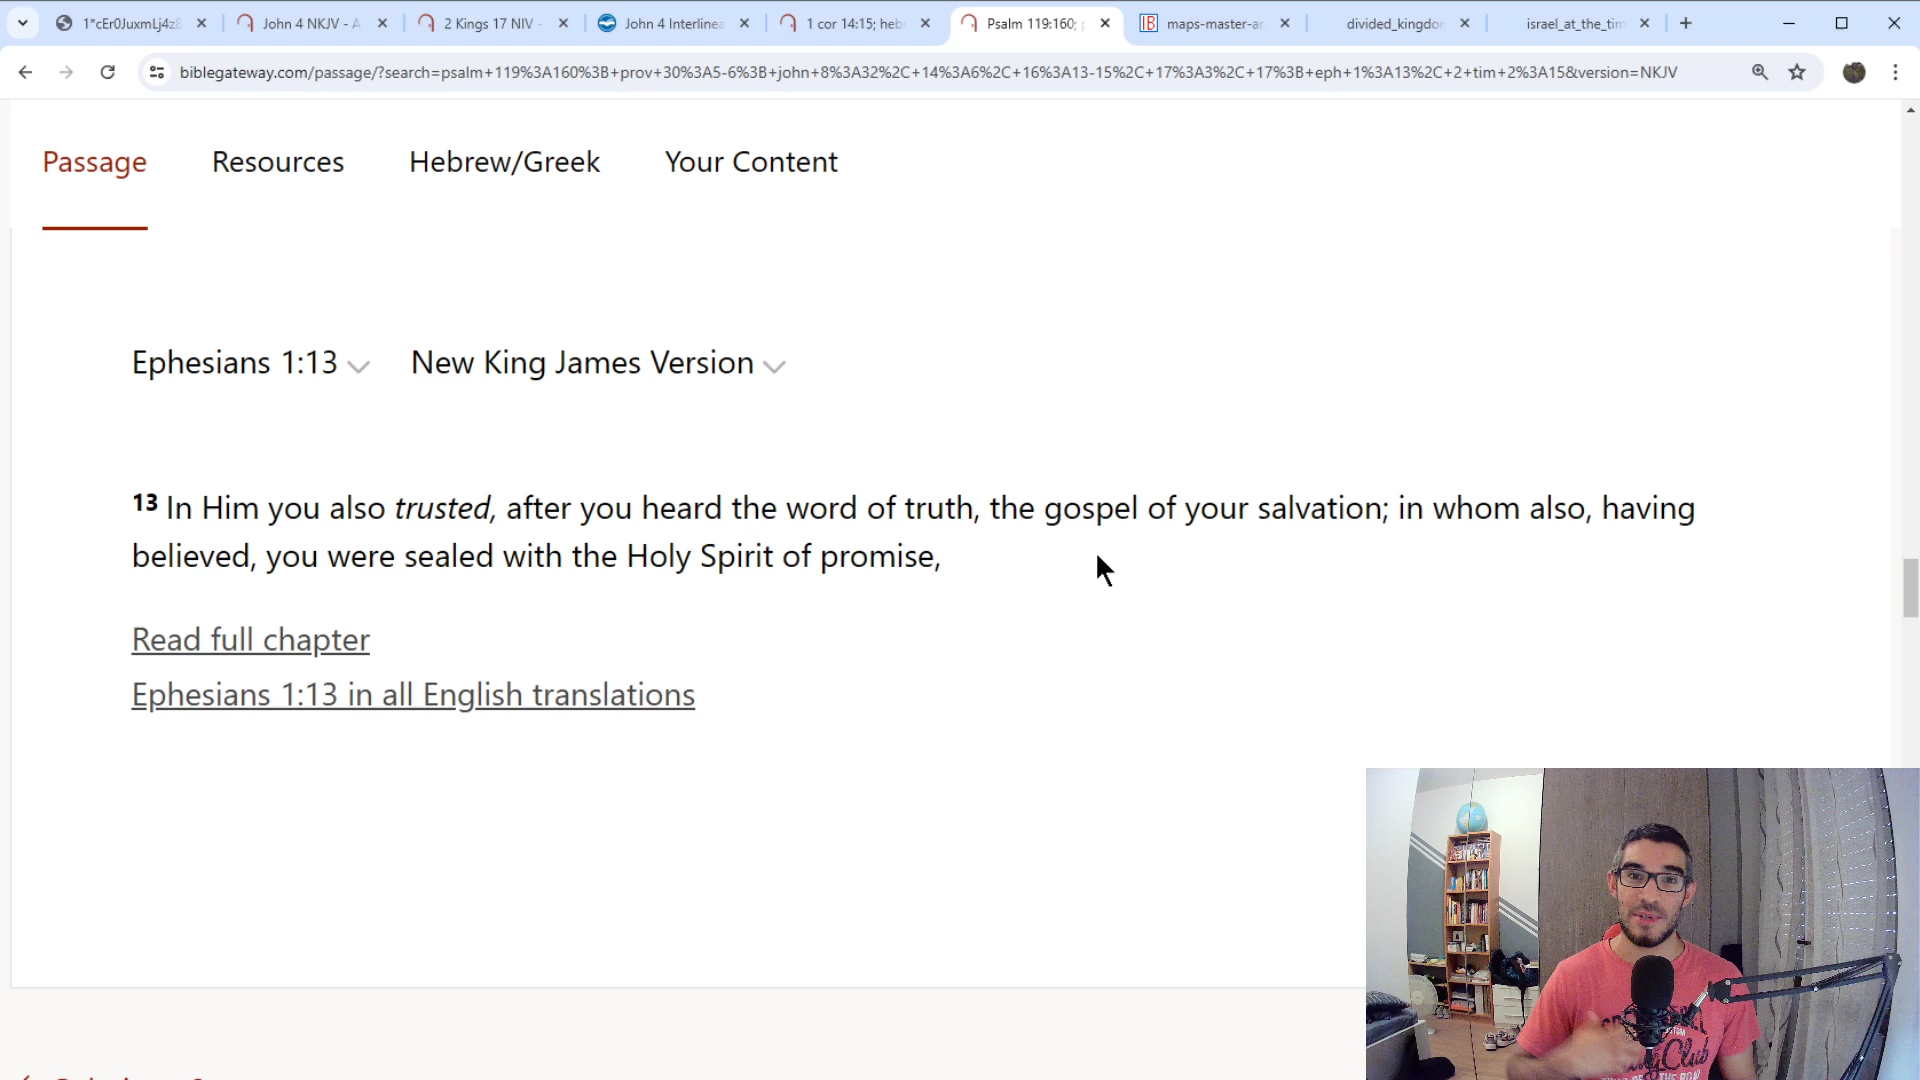 1*cEr0JuxmLj4z8
John 4 NKJV - A
2 Kings 17 NIV -
John 4 Interlinea
1 cor 14:15; heb
Psalm 119:160; p
maps-master-ar
divided_kingdom
israel_at_the_tim
biblegateway.com/passage/?search=psalm+119%3A160%3B+prov+30%3A5-6%3B+john+8%3A32%2C+14%3A6%2C+16%3A13-15%2C+17%3A3%2C+17%3B+eph+1%3A13%2C+2+tim+2%3A15&version=NKJV
Passage Resources Hebrew/Greek Your Content
Ephesians 1:13 New King James Version
13 In Him you also trusted, after you heard the word of truth, the gospel of your salvation; in whom also, having
believed, you were sealed with the Holy Spirit of promise,
Read full chapter
Ephesians 1:13 in all English translations